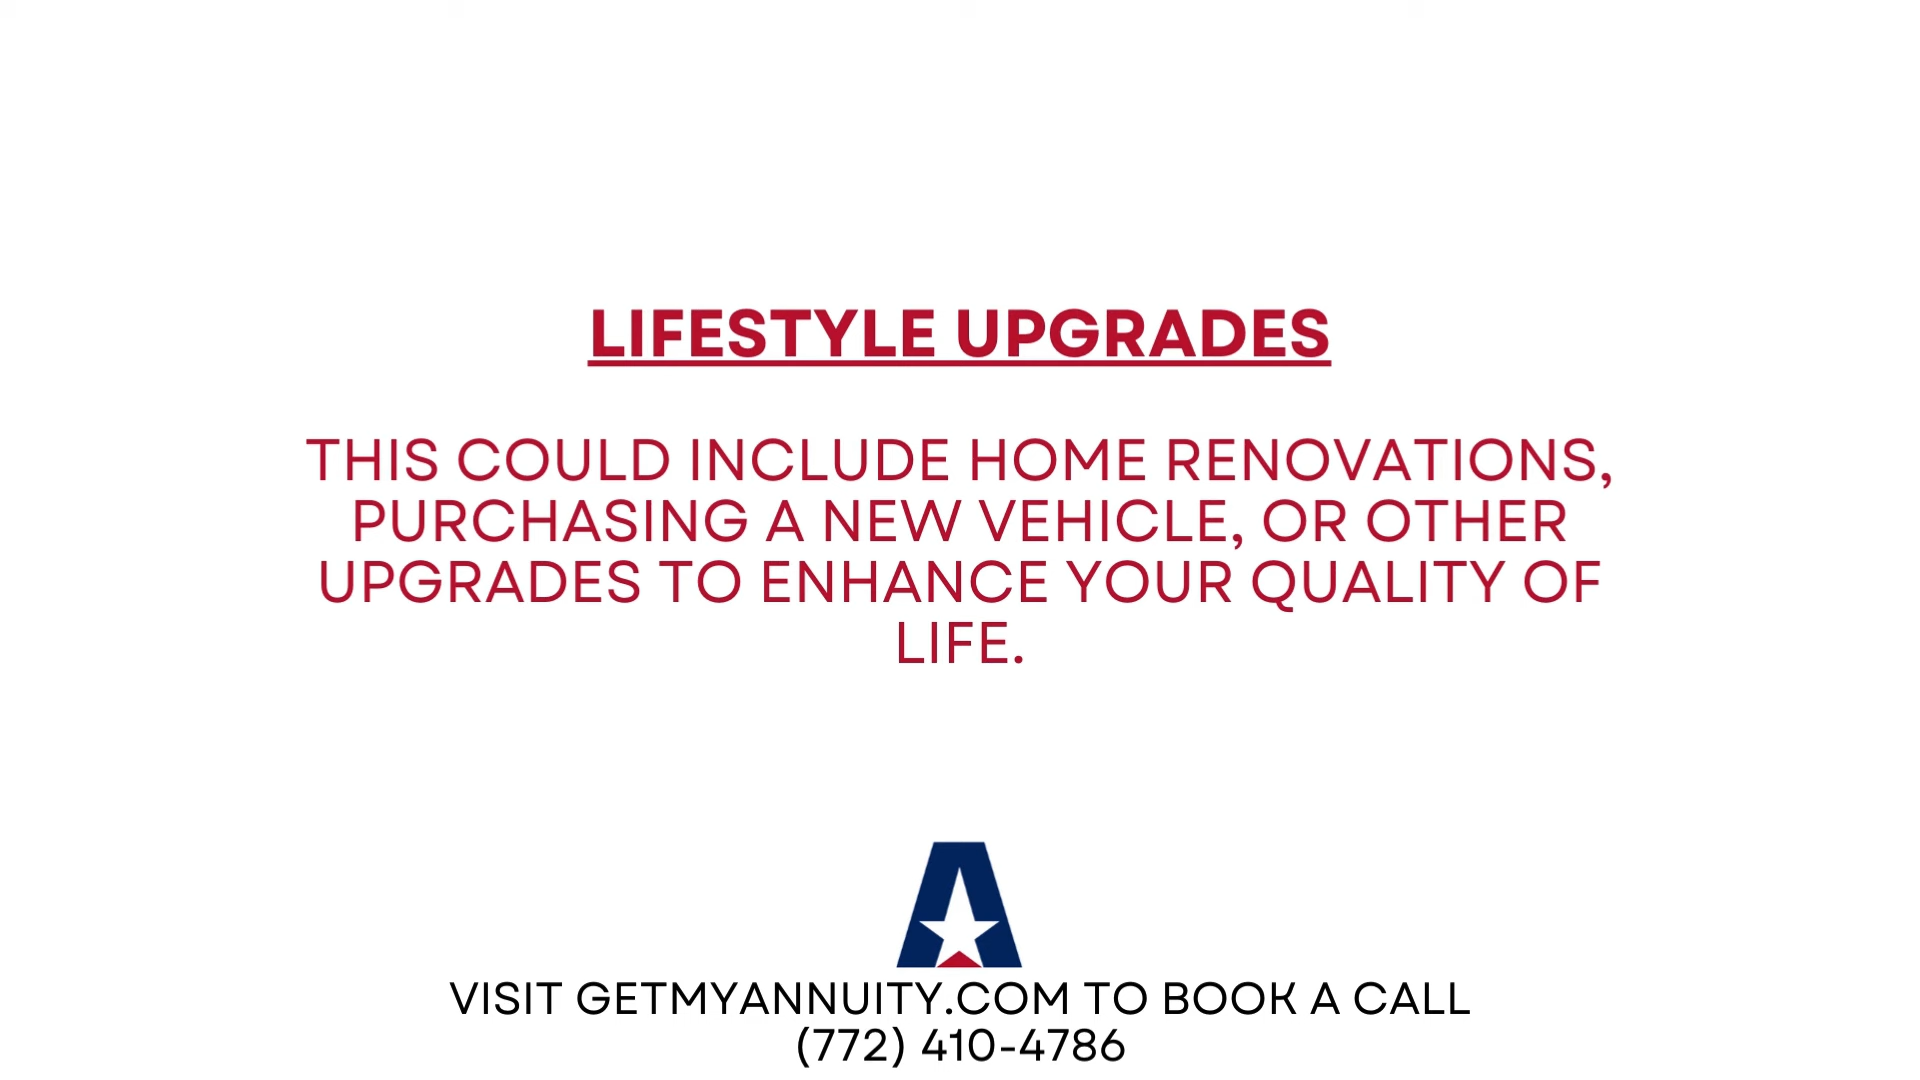 LIFESTYLE UPGRADES
THIS COULD INCLUDE HOME RENOVATIONS,
PURCHASING A NEW VEHICLE, OR OTHER
UPGRADES TO ENHANCE YOUR QUALITY OF
LIFE.
VISIT GETMYANNUITY.COM TO BOOK A CALL
(772) 410-4786